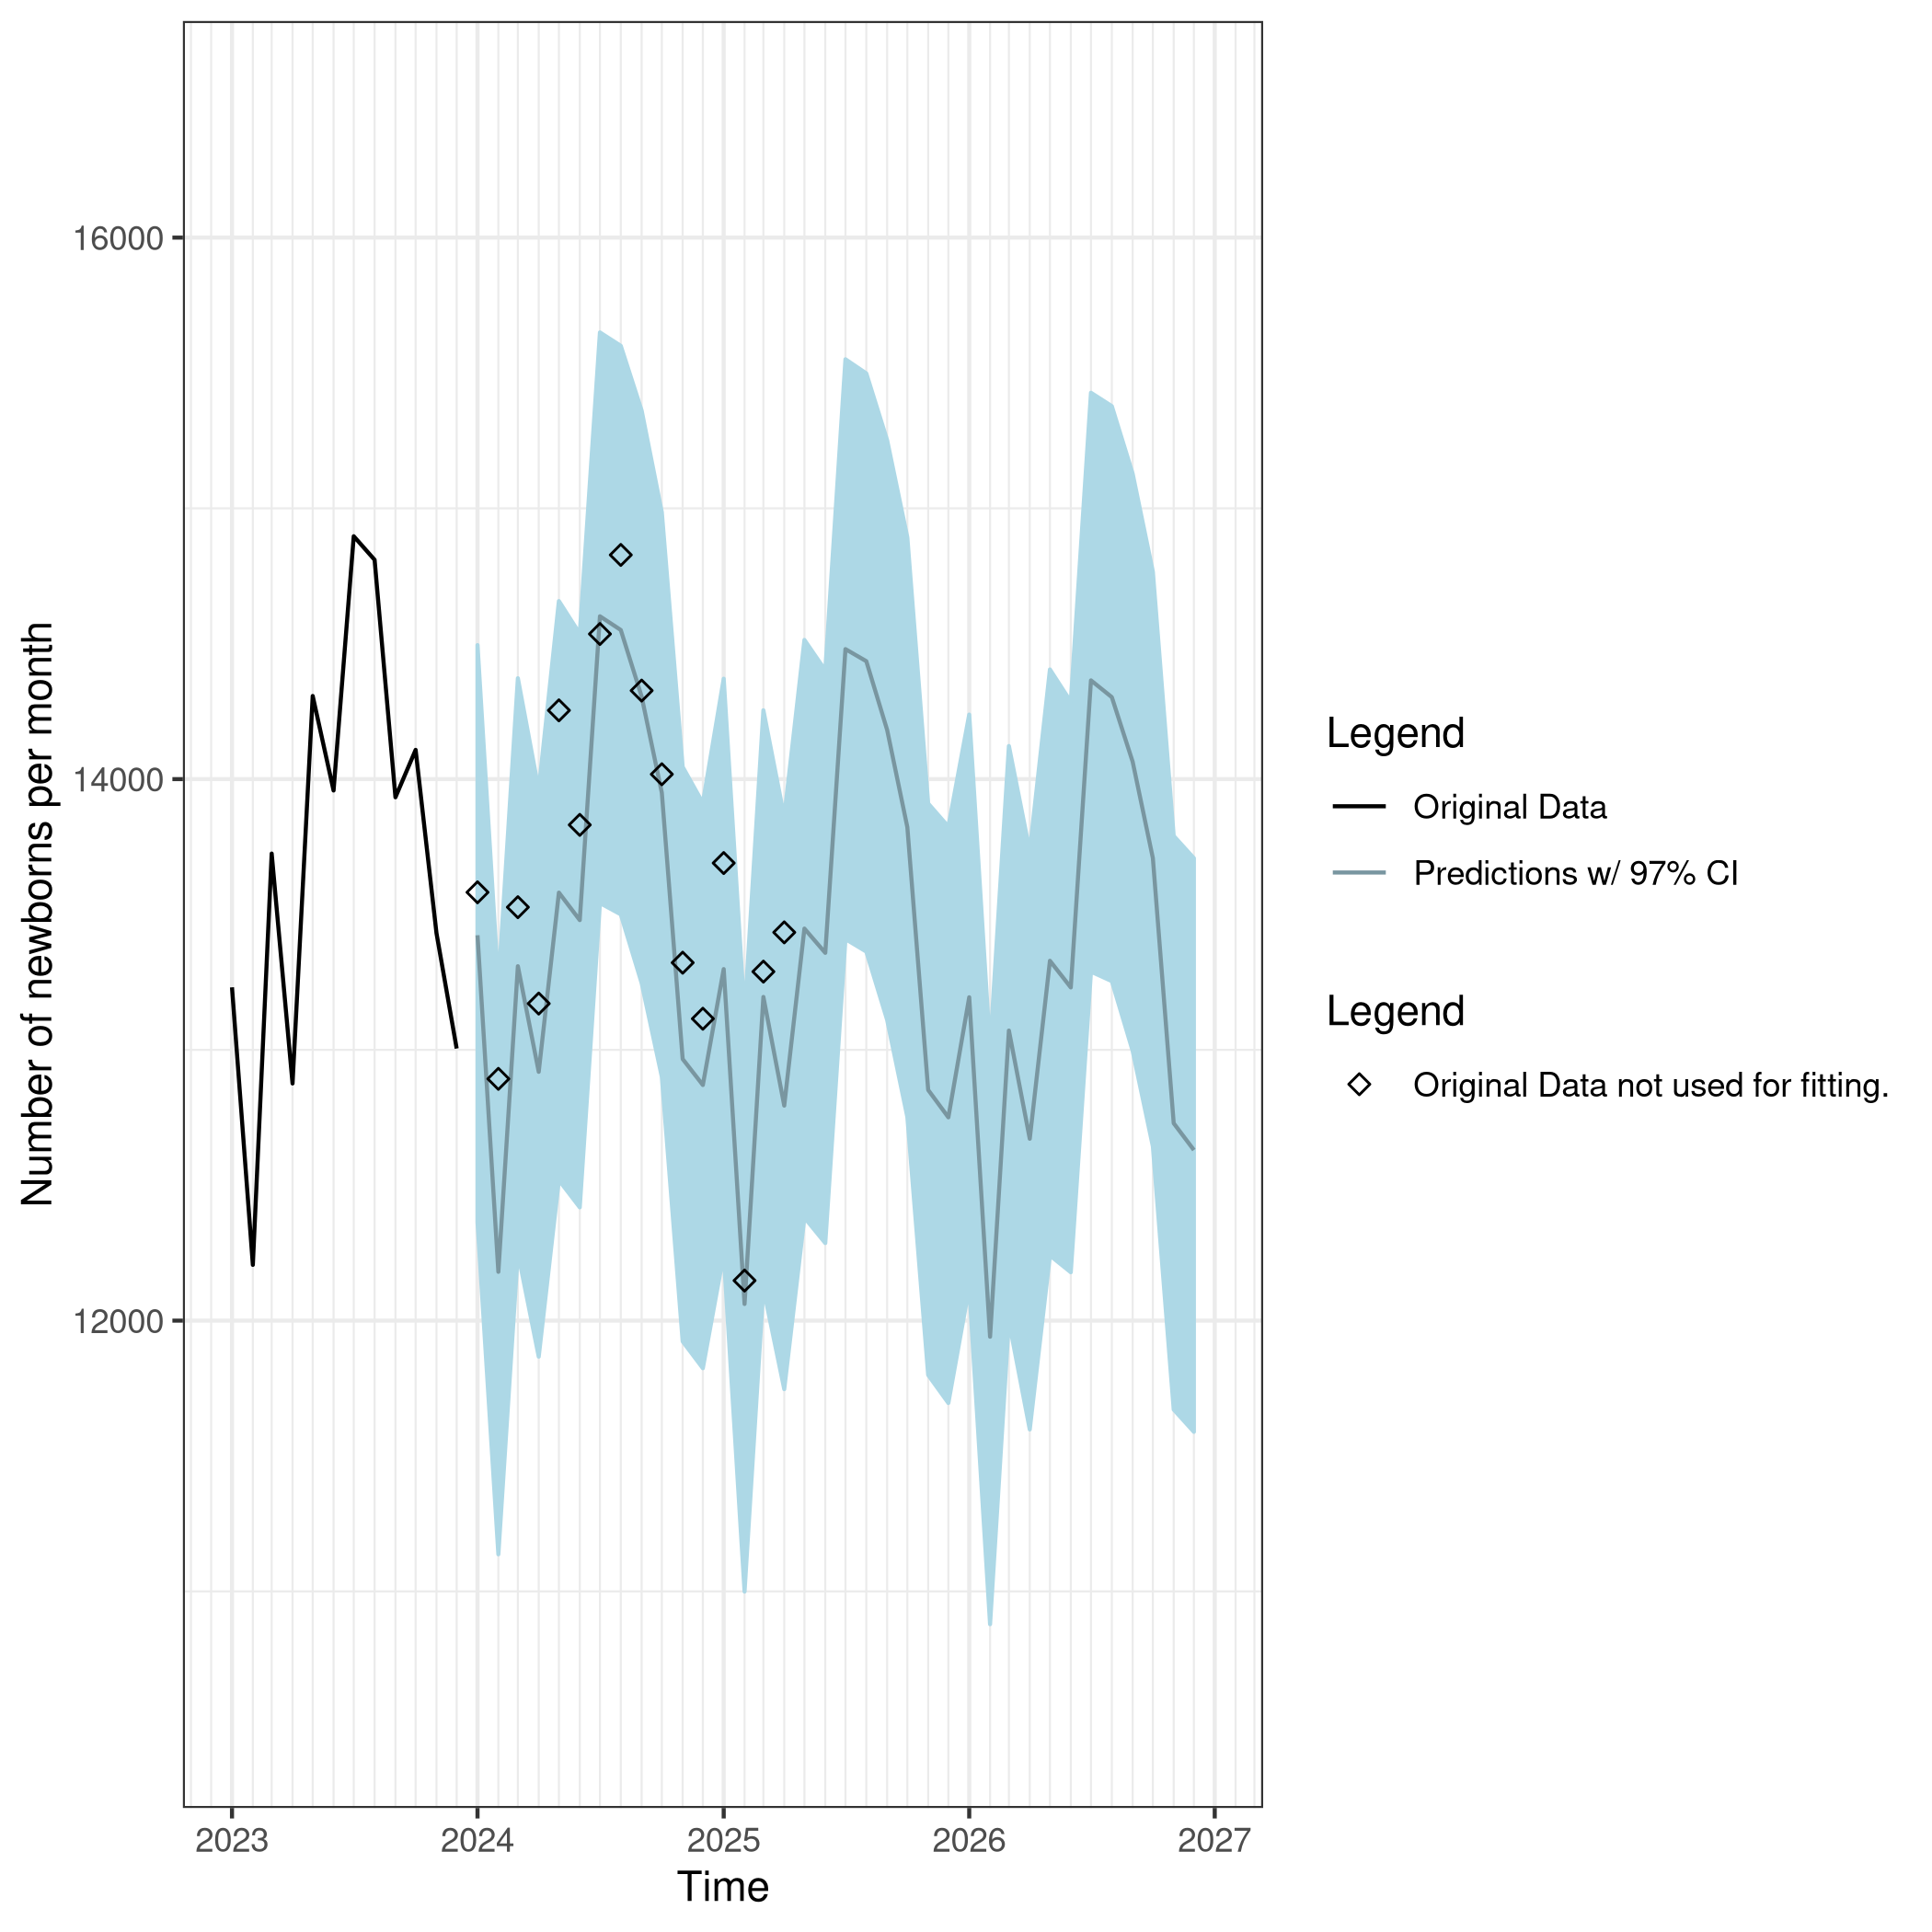 Number of newborns per month
16000
14000
12000
2023
2024
2025
2026
2027
Time
Legend
Original Data
Predictions w/ 97% CI
Legend
Original Data not used for fitting.